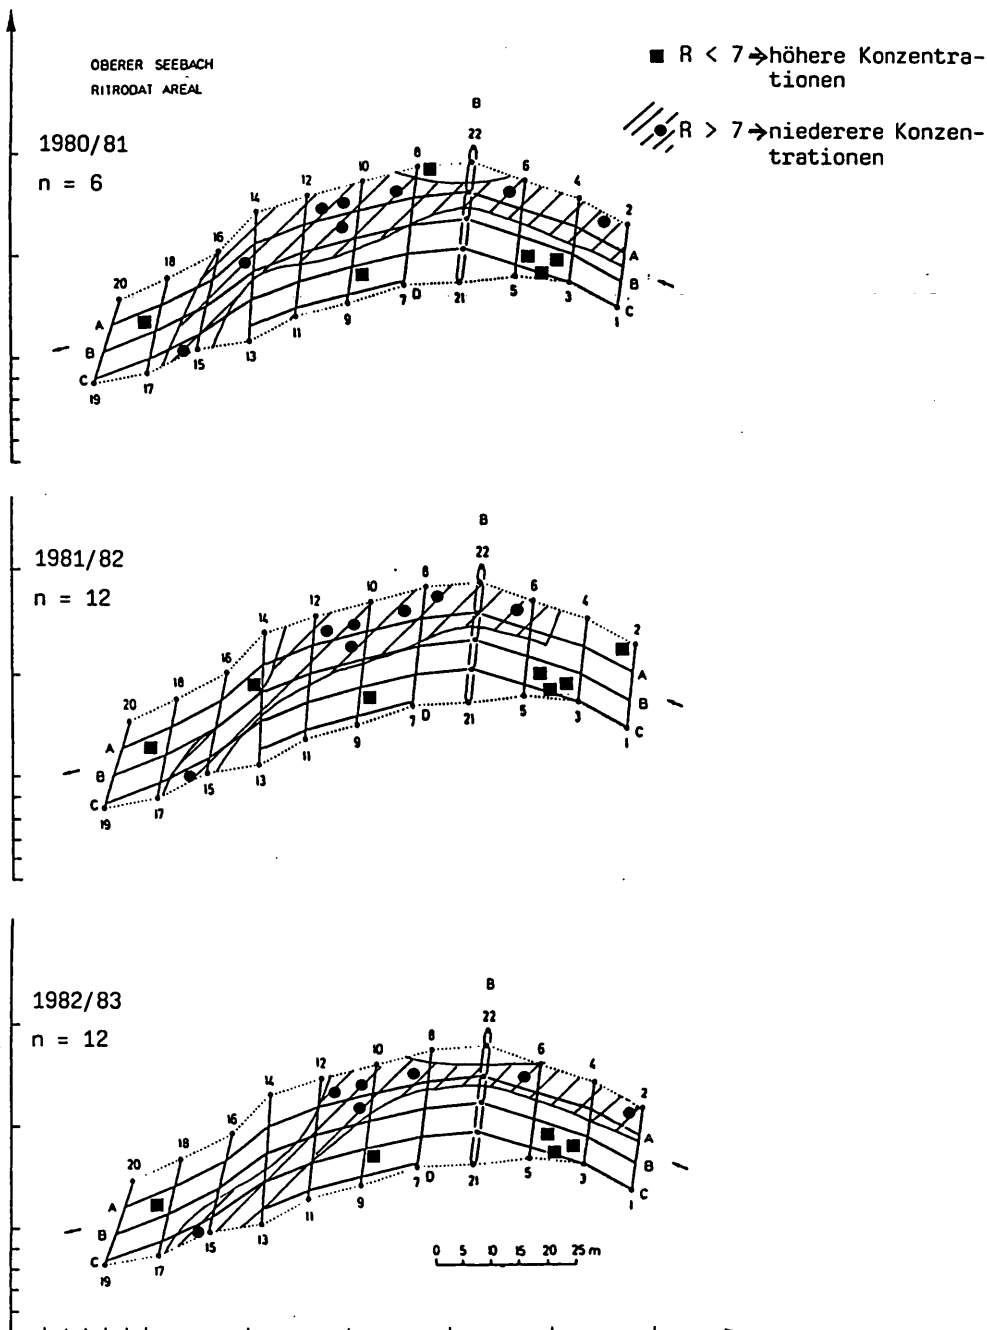 OBERER SEEBACH
RITRODAT AREAL
■ R < 7→höhere Konzentra-
tionen
● R > 7→niederere Konzen-
trationen
1980/81
n = 6
B
22
8
10
12
14
16
18
20
6
4
2
A
B
C
A
B
C
19
17
15
13
11
9
7
D
21
5
3
1
1981/82
n = 12
B
22
8
10
12
14
16
18
20
6
4
2
A
B
C
A
B
C
19
17
15
13
11
9
7
D
21
5
3
1
1982/83
n = 12
B
22
8
10
12
14
16
18
20
6
4
2
A
B
C
A
B
C
19
17
15
13
11
9
7
D
21
5
3
1
0 5 10 15 20 25 m